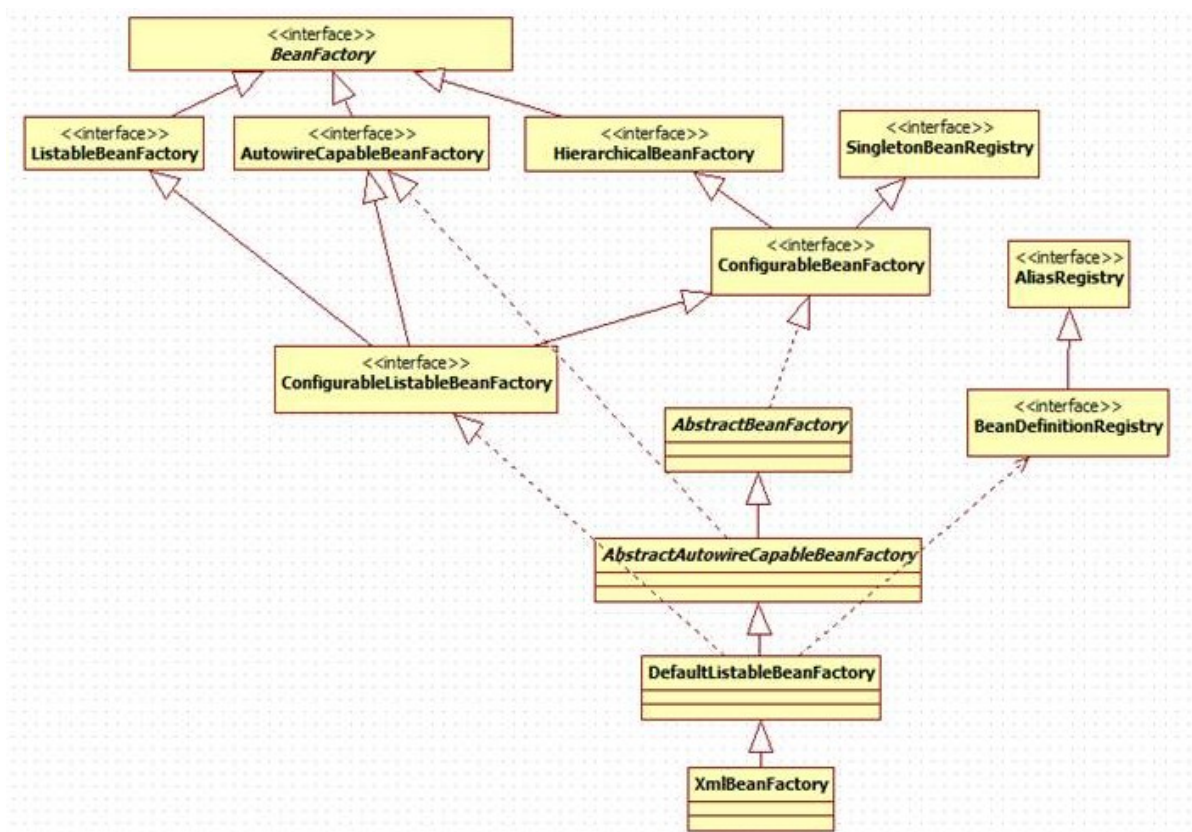 <<interface>>
BeanFactory
<<interface>>
ListableBeanFactory
<<interface>>
AutowireCapableBeanFactory
<<interface>>
HierarchicalBeanFactory
<<interface>>
SingletonBeanRegistry
<<interface>>
ConfigurableBeanFactory
<<interface>>
AliasRegistry
<<interface>>
ConfigurableListableBeanFactory
AbstractBeanFactory
<<interface>>
BeanDefinitionRegistry
AbstractAutowireCapableBeanFactory
DefaultListableBeanFactory
XmlBeanFactory